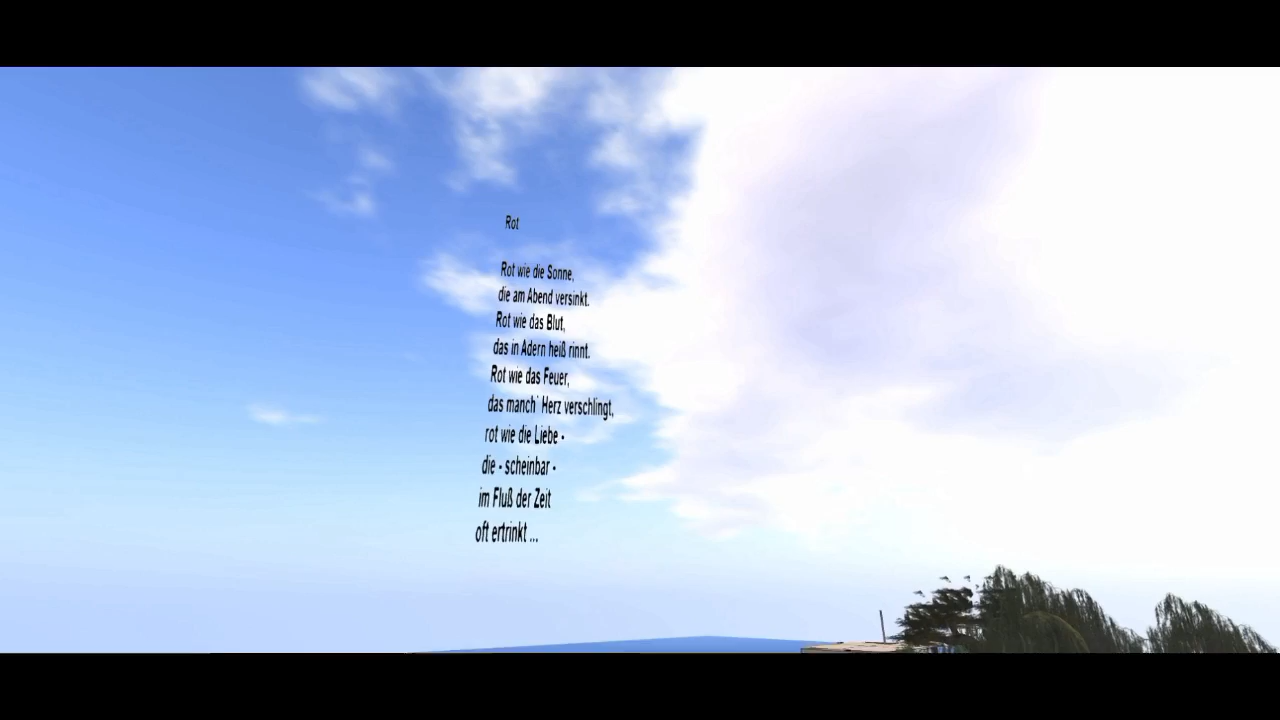 Rot
Rot wie die Sonne,
die am Abend versinkt.
Rot wie das Blut,
das in Adern heiß rinnt.
Rot wie das Feuer,
das manch' Herz verschlingt,
rot wie die Liebe -
die - scheinbar -
im Fluß der Zeit
oft ertrinkt ...